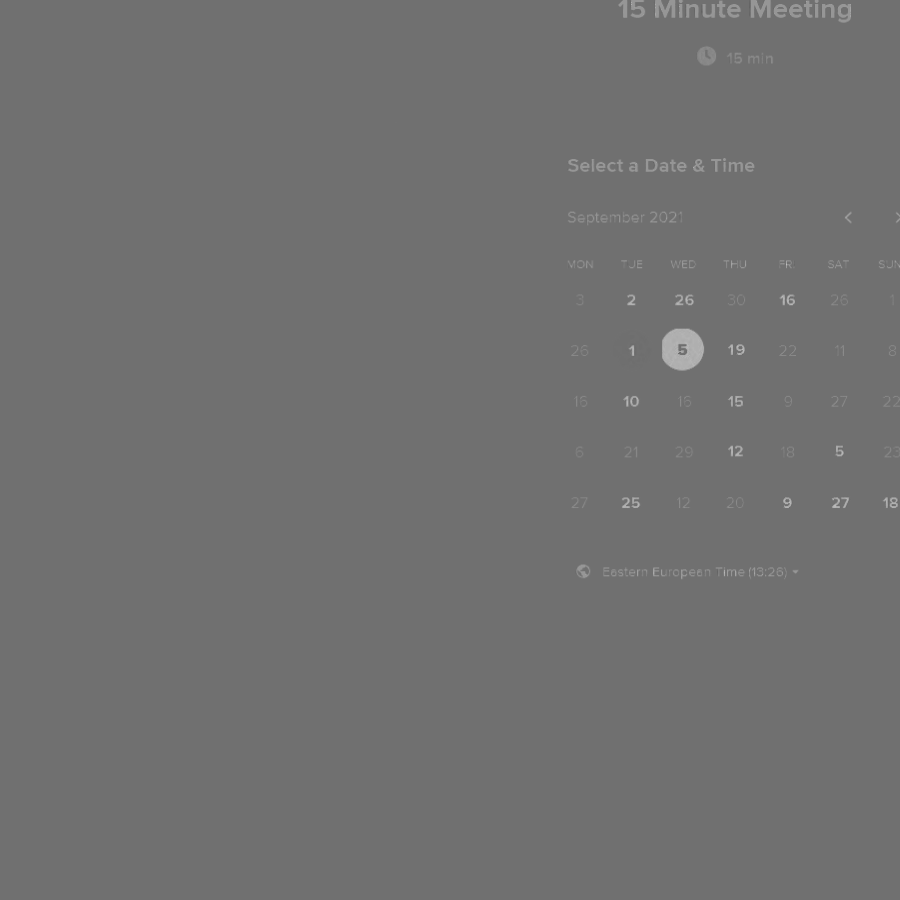 15 Minute Meeting
15 min
Select a Date & Time
September 2021
MON TUE WED THU FR. SAT SUN
3 2 26 30 16 26 1
26 1 5 19 22 11 8
15 10 16 15 9 27 22
6 21 29 12 18 5 23
27 25 12 20 9 27 18
Eastern European Time (13:26)